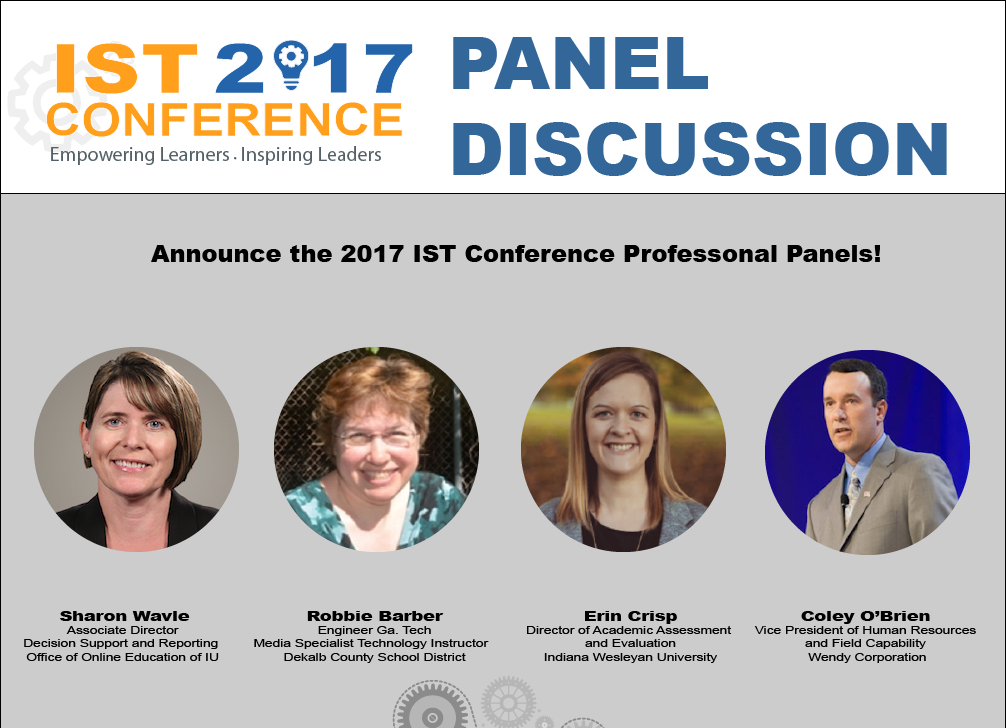 IST 2017
CONFERENCE
Empowering Learners . Inspiring Leaders
PANEL
DISCUSSION
Announce the 2017 IST Conference Professonal Panels!
Sharon Wavle
Associate Director
Decision Support and Reporting
Office of Online Education of IU
Robbie Barber
Engineer Ga. Tech
Media Specialist Technology Instructor
Dekalb County School District
Erin Crisp
Director of Academic Assessment
and Evaluation
Indiana Wesleyan University
Coley O’Brien
Vice President of Human Resources
and Field Capability
Wendy Corporation